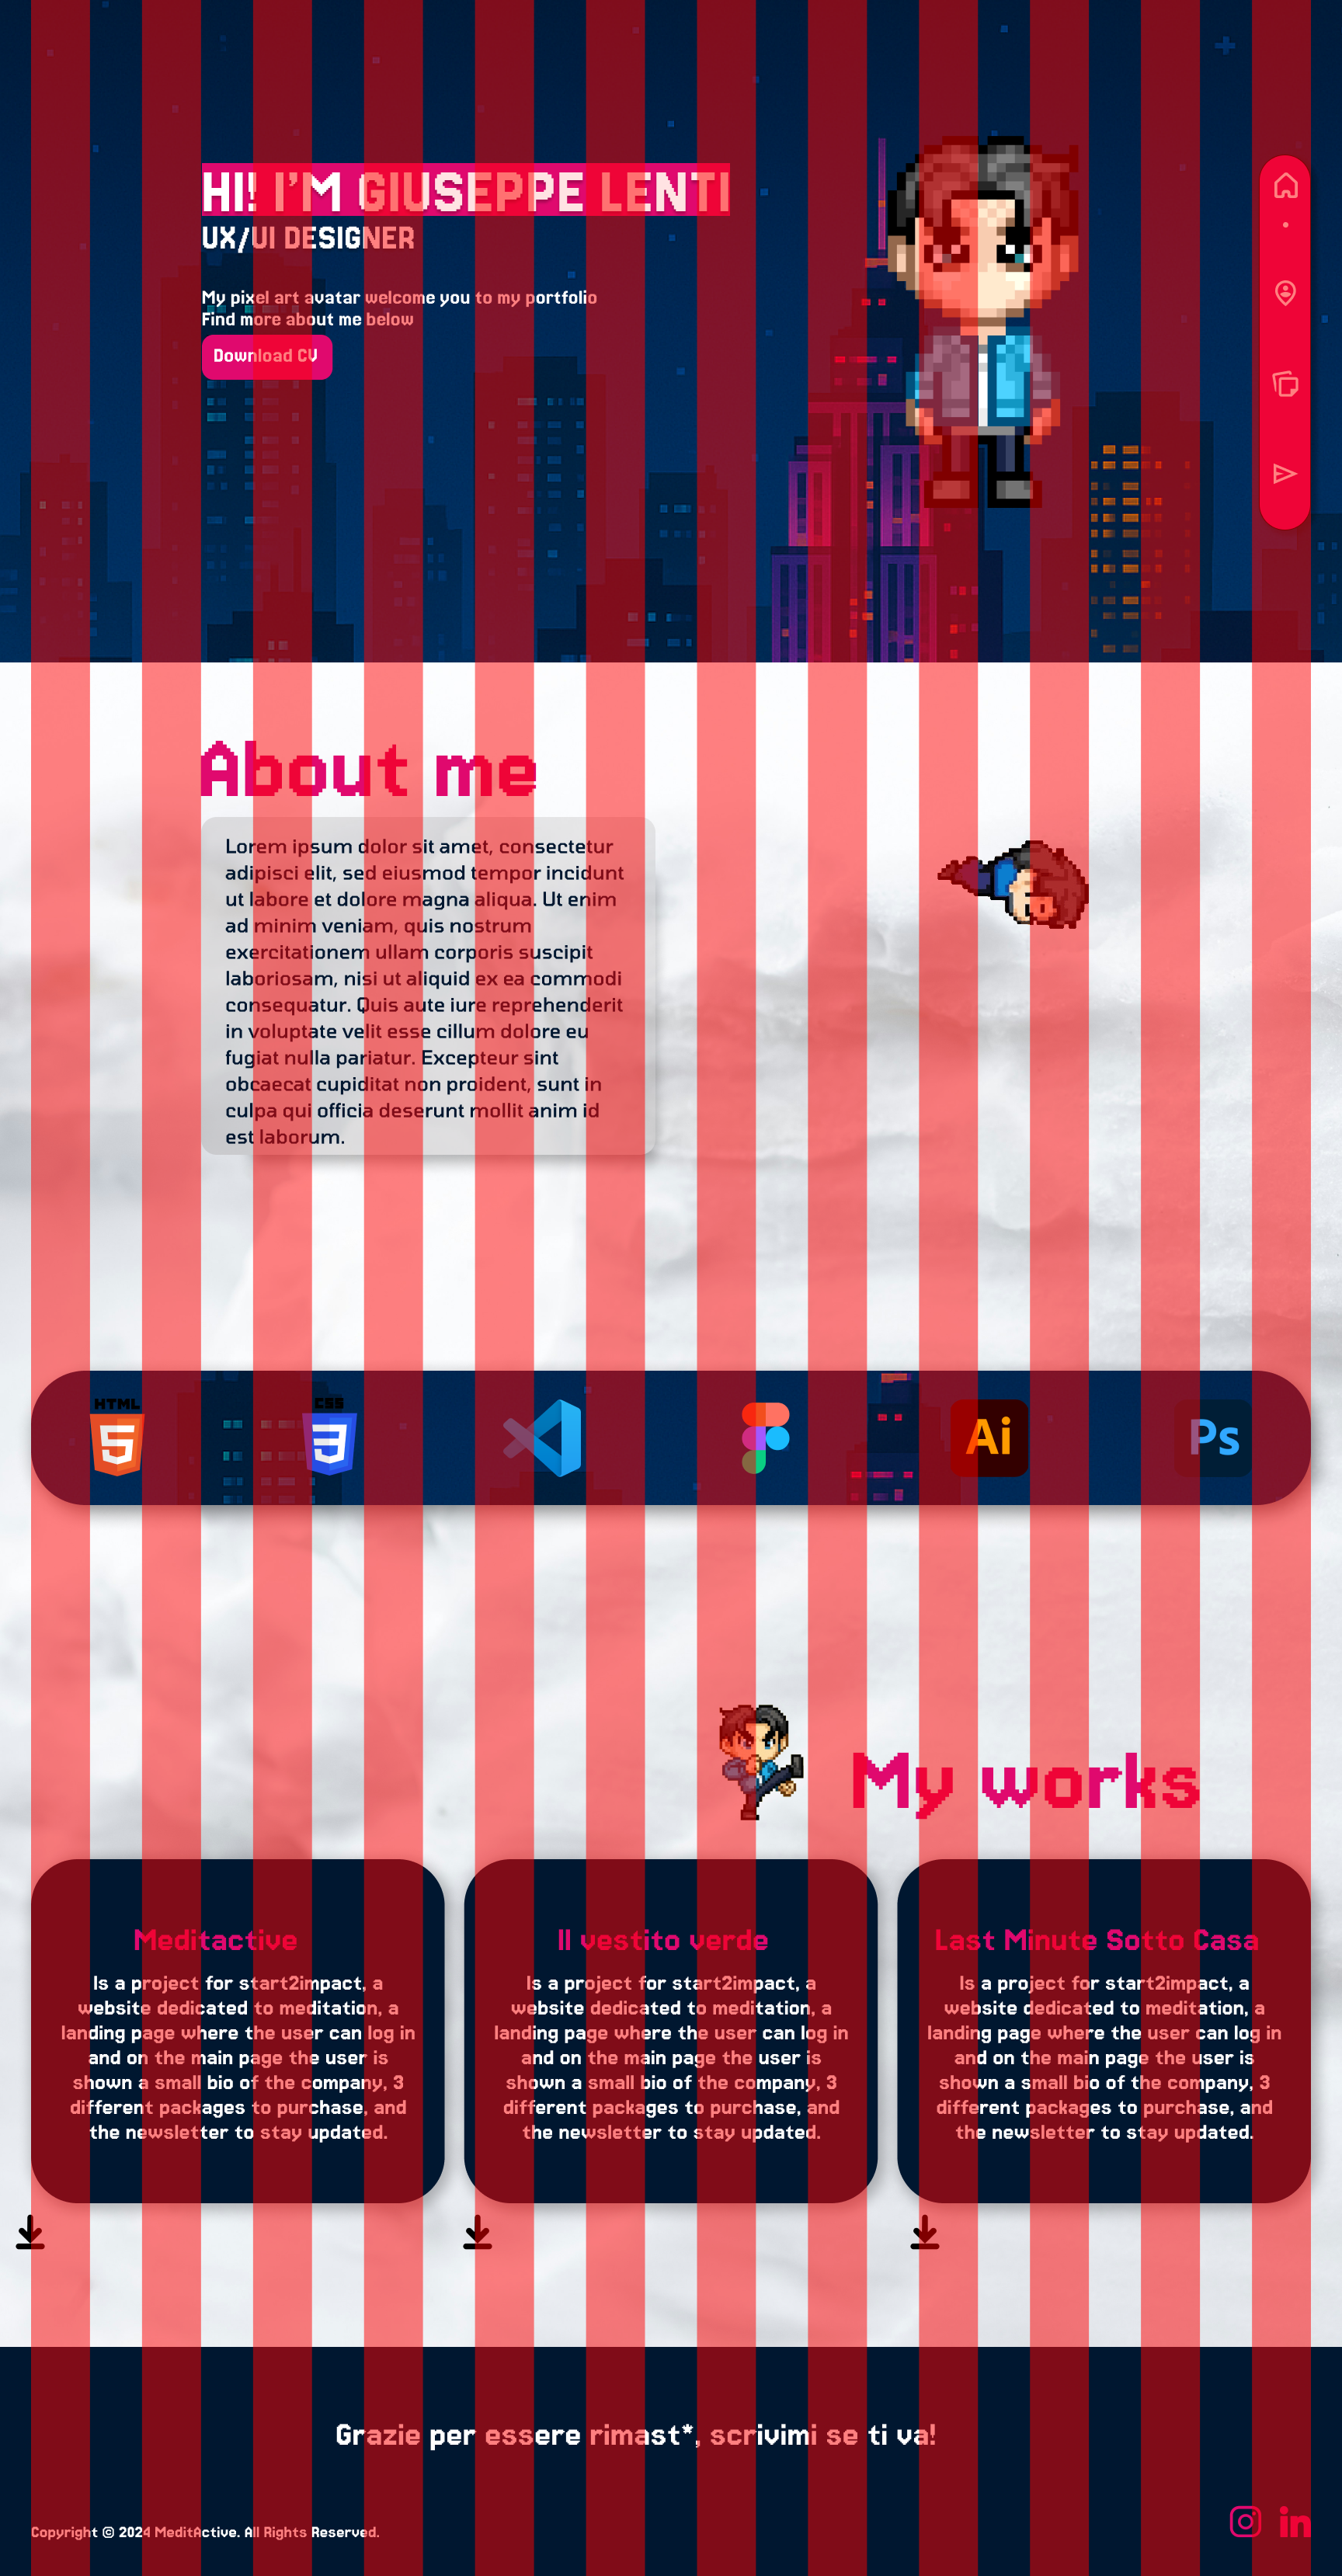 HI! I'M GIUSEPPE LENTI
UX/UI DESIGNER
My pixel art avatar welcome you to my portfolio
Find more about me below
Download CV
About me
Lorem ipsum dolor sit amet, consectetur
adipisci elit, sed eiusmod tempor incidunt
ut labore et dolore magna aliqua. Ut enim
ad minim veniam, quis nostrum
exercitationem ullam corporis suscipit
laboriosam, nisi ut aliquid ex ea commodi
consequatur. Quis aute iure reprehenderit
in voluptate velit esse cillum dolore eu
fugiat nulla pariatur. Excepteur sint
obcaecat cupiditat non proident, sunt in
culpa qui officia deserunt mollit anim id
est laborum.
HTML
5
CSS
3
Ai
Ps
My works
Meditactive
Is a project for start2impact, a
website dedicated to meditation, a
landing page where the user can log in
and on the main page the user is
shown a small bio of the company, 3
different packages to purchase, and
the newsletter to stay updated.
Il vestito verde
Is a project for start2impact, a
website dedicated to meditation, a
landing page where the user can log in
and on the main page the user is
shown a small bio of the company, 3
different packages to purchase, and
the newsletter to stay updated.
Last Minute Sotto Casa
Is a project for start2impact, a
website dedicated to meditation, a
landing page where the user can log in
and on the main page the user is
shown a small bio of the company, 3
different packages to purchase, and
the newsletter to stay updated.
Grazie per essere rimast*, scrivimi se ti va!
Copyright © 2024 MeditActive. All Rights Reserved.
in